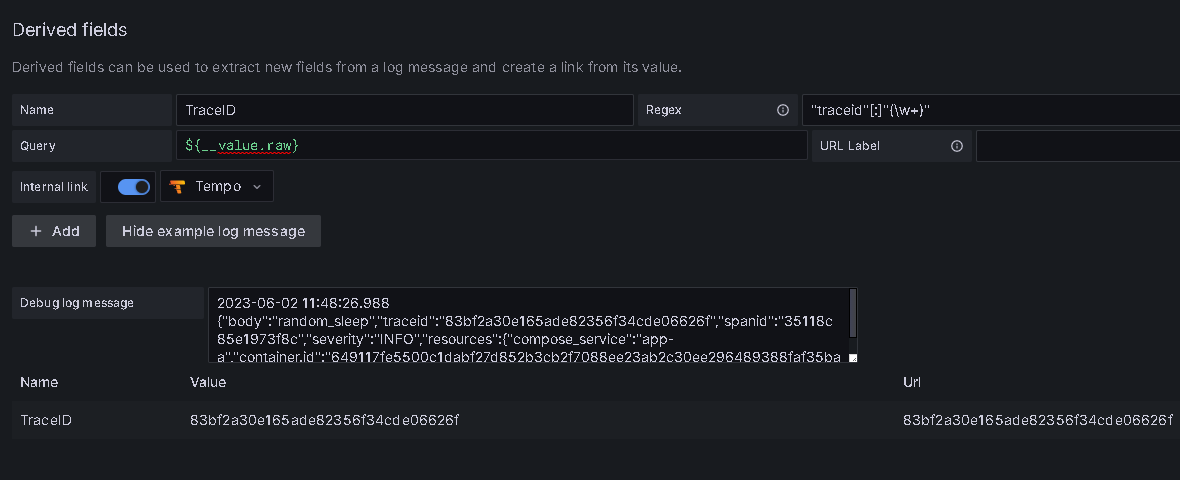 Derived fields
Derived fields can be used to extract new fields from a log message and create a link from its value.
Name TraceID Regex "traceid"[:]"(\w+)"
Query ${__value.raw} URL Label
Internal link Tempo
+ Add Hide example log message
Debug log message 2023-06-02 11:48:26.988
{"body":"random_sleep","traceid":"83bf2a30e165ade82356f34cde06626f","spanid":"35118c
85e1973f8c","severity":"INFO","resources":{"compose_service":"app-
a","container.id":"649117fe5500c1dabf27d852b3cb2f7088ee23ab2c30ee296489388faf35ba
Name Value Url
TraceID 83bf2a30e165ade82356f34cde06626f 83bf2a30e165ade82356f34cde06626f